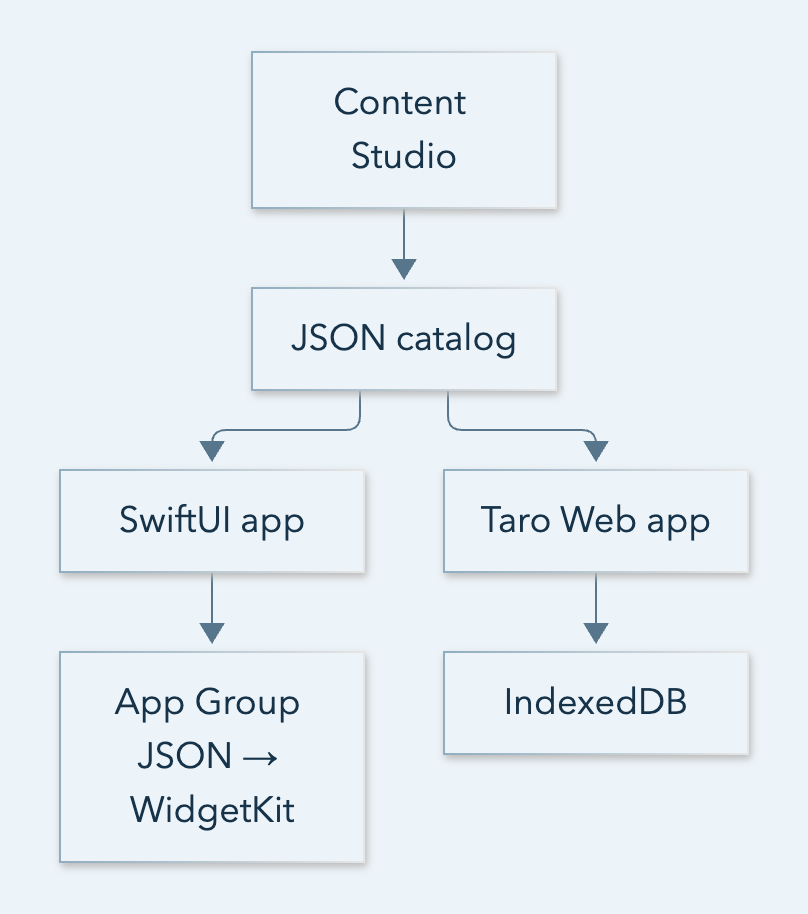 Content
Studio
JSON catalog
SwiftUI app
Taro Web app
App Group
JSON →
WidgetKit
IndexedDB